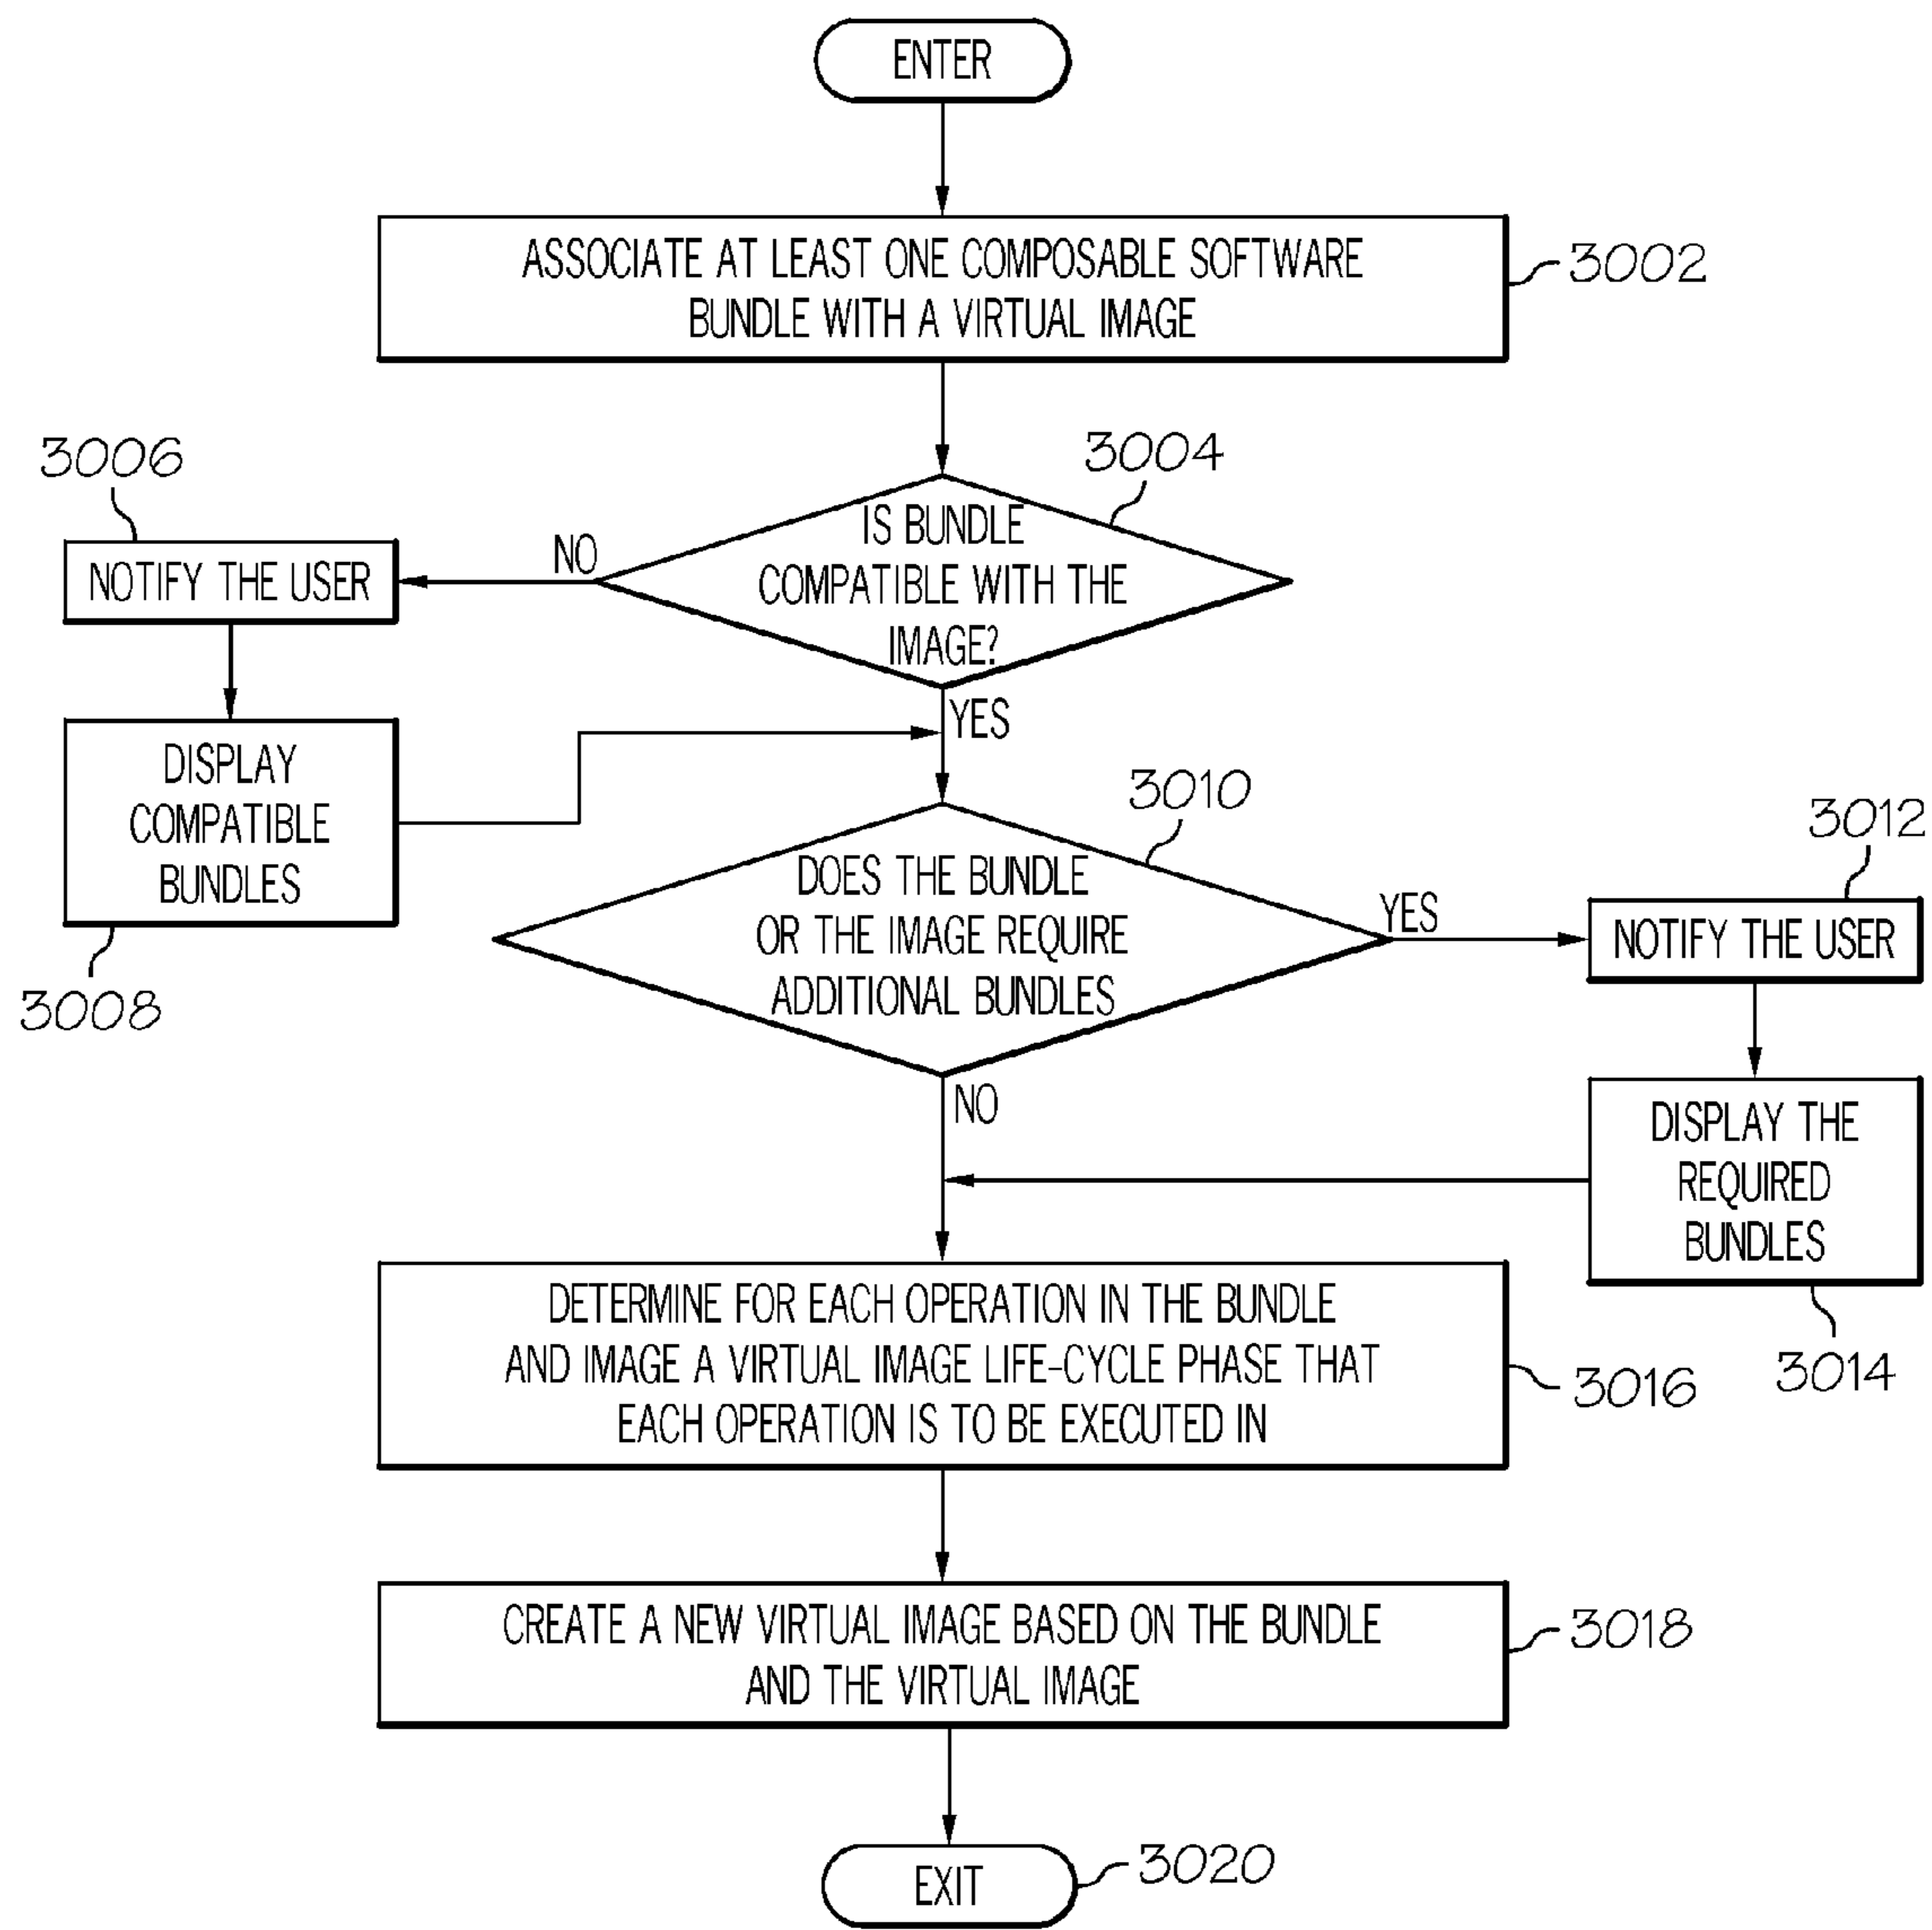 ENTER
ASSOCIATE AT LEAST ONE COMPOSABLE SOFTWARE
BUNDLE WITH A VIRTUAL IMAGE
3002
3004
3006
IS BUNDLE
COMPATIBLE WITH THE
IMAGE?
NO
NOTIFY THE USER
YES
DISPLAY
COMPATIBLE
BUNDLES
3008
3010
DOES THE BUNDLE
OR THE IMAGE REQUIRE
ADDITIONAL BUNDLES
YES
3012
NOTIFY THE USER
NO
DISPLAY THE
REQUIRED
BUNDLES
3014
DETERMINE FOR EACH OPERATION IN THE BUNDLE
AND IMAGE A VIRTUAL IMAGE LIFE-CYCLE PHASE THAT
EACH OPERATION IS TO BE EXECUTED IN
3016
CREATE A NEW VIRTUAL IMAGE BASED ON THE BUNDLE
AND THE VIRTUAL IMAGE
3018
EXIT
3020